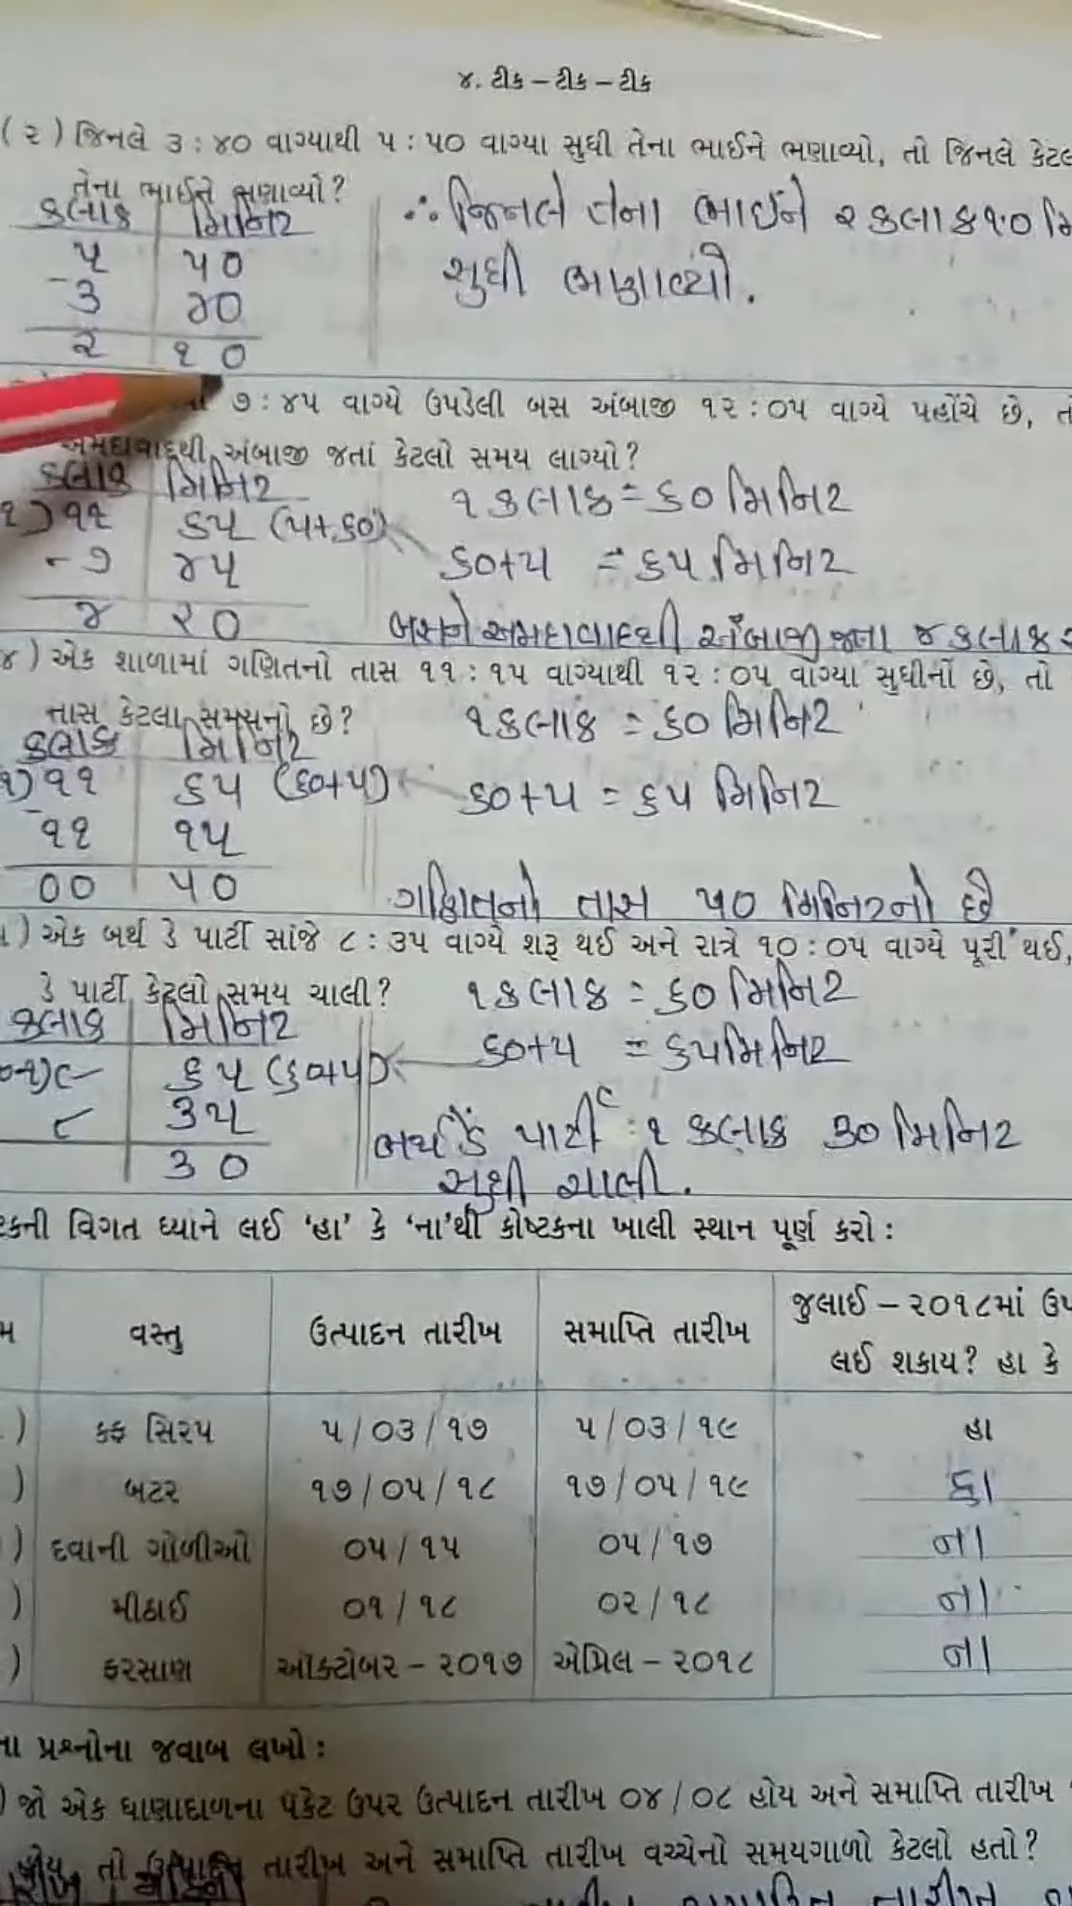 ૪. ટીક – ટીક – ટીક
(૨) જિનલે ૩ : ૪૦ વાગ્યાથી ૫ : ૫૦ વાગ્યા સુધી તેના ભાઈને ભણાવ્યો, તો જિનલે કેટલ
તેના ભાઈને ભણાવ્યો?
કલાક મિનિટ
૫ ૫૦
- ૩ ૪૦
૨ ૧૦
∴ જિનલે તેના ભાઈને ૨ કલાક ૧૦ મિ
સુધી ભણાવ્યો.
૭ : ૪૫ વાગ્યે ઉપડેલી બસ અંબાજી ૧૨ : ૦૫ વાગ્યે પહોંચે છે, ત
અમદાવાદથી અંબાજી જતાં કેટલો સમય લાગ્યો?
કલાક મિનિટ
૧) ૧૧ ૬૫ (૫+૬૦)
- ૭ ૪૫
૪ ૨૦
૧ કલાક = ૬૦ મિનિટ
૬૦+૫ = ૬૫ મિનિટ
બસને અમદાવાદથી અંબાજી જતા ૪ કલાક ૨
૪) એક શાળામાં ગણિતનો તાસ ૧૧ : ૧૫ વાગ્યાથી ૧૨ : ૦૫ વાગ્યા સુધીનો છે, તો
તાસ કેટલા સમયનો છે?
કલાક મિનિટ
૧) ૧૧ ૬૫ (૬૦+૫)
- ૧૧ ૧૫
૦૦ ૫૦
૧ કલાક = ૬૦ મિનિટ
૬૦+૫ = ૬૫ મિનિટ
ગણિતનો તાસ ૫૦ મિનિટનો છે
) એક બર્થ ડે પાર્ટી સાંજે ૮ : ૩૫ વાગ્યે શરૂ થઈ અને રાત્રે ૧૦ : ૦૫ વાગ્યે પૂરી થઈ,
ડે પાર્ટી કેટલો સમય ચાલી?
કલાક મિનિટ
૦-૧) ૯ ૬૫ (૬૦+૫)
૮ ૩૫
૩૦
૧ કલાક = ૬૦ મિનિટ
૬૦+૫ = ૬૫ મિનિટ
બર્થ ડે પાર્ટી ૧ કલાક ૩૦ મિનિટ
સુધી ચાલી.
કની વિગત ધ્યાને લઈ ‘હા’ કે ‘ના’થી કોષ્ટકના ખાલી સ્થાન પૂર્ણ કરો :
મ વસ્તુ ઉત્પાદન તારીખ સમાપ્તિ તારીખ જુલાઈ – ૨૦૧૮માં ઉપ
લઈ શકાય? હા કે
) કફ સિરપ ૫/૦૩/૧૭ ૫/૦૩/૧૯ હા
) બટર ૧૭/૦૫/૧૮ ૧૭/૦૫/૧૯ હા
) દવાની ગોળીઓ ૦૫/૧૫ ૦૫/૧૭ ના
) મીઠાઈ ૦૧/૧૮ ૦૨/૧૮ ના
) ફરસાણ ઑક્ટોબર – ૨૦૧૭ એપ્રિલ – ૨૦૧૮ ના
ના પ્રશ્નોના જવાબ લખો :
) જો એક ધાણાદાળના પેકેટ ઉપર ઉત્પાદન તારીખ ૦૪/૦૮ હોય અને સમાપ્તિ તારીખ
હોય, તો ઉત્પાદન તારીખ અને સમાપ્તિ તારીખ વચ્ચેનો સમયગાળો કેટલો હતો?